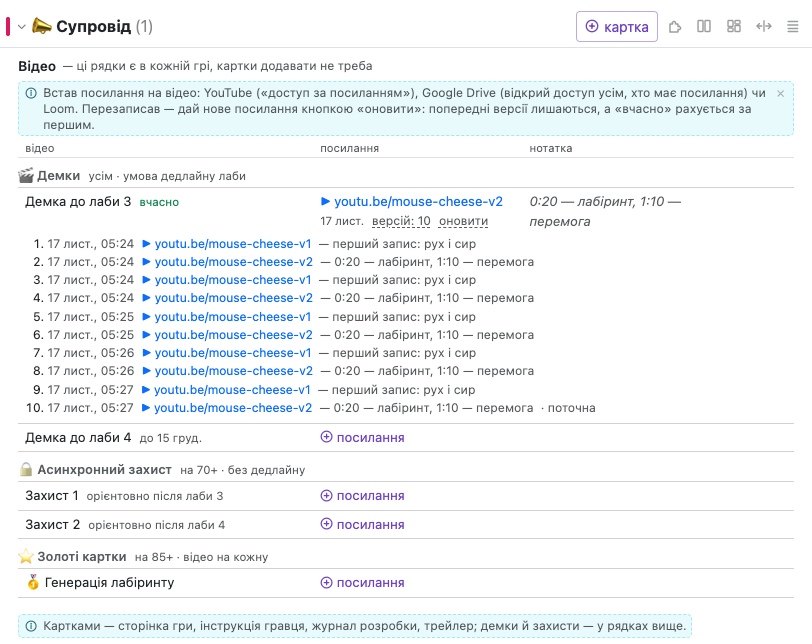 Супровід (1)
картка
Відео — ці рядки є в кожній грі, картки додавати не треба
Встав посилання на відео: YouTube («доступ за посиланням»), Google Drive (відкрий доступ усім, хто має посилання) чи
Loom. Перезаписав — дай нове посилання кнопкою «оновити»: попередні версії лишаються, а «вчасно» рахується за
першим.
відео посилання нотатка
Демки усім · умова дедлайну лаби
Демка до лаби 3 вчасно youtu.be/mouse-cheese-v2 0:20 — лабіринт, 1:10 —
17 лист. версій: 10 оновити перемога
1. 17 лист., 05:24 youtu.be/mouse-cheese-v1 — перший запис: рух і сир
2. 17 лист., 05:24 youtu.be/mouse-cheese-v2 — 0:20 — лабіринт, 1:10 — перемога
3. 17 лист., 05:24 youtu.be/mouse-cheese-v1 — перший запис: рух і сир
4. 17 лист., 05:24 youtu.be/mouse-cheese-v2 — 0:20 — лабіринт, 1:10 — перемога
5. 17 лист., 05:25 youtu.be/mouse-cheese-v1 — перший запис: рух і сир
6. 17 лист., 05:25 youtu.be/mouse-cheese-v2 — 0:20 — лабіринт, 1:10 — перемога
7. 17 лист., 05:26 youtu.be/mouse-cheese-v1 — перший запис: рух і сир
8. 17 лист., 05:26 youtu.be/mouse-cheese-v2 — 0:20 — лабіринт, 1:10 — перемога
9. 17 лист., 05:27 youtu.be/mouse-cheese-v1 — перший запис: рух і сир
10. 17 лист., 05:27 youtu.be/mouse-cheese-v2 — 0:20 — лабіринт, 1:10 — перемога · поточна
Демка до лаби 4 до 15 груд. посилання
Асинхронний захист на 70+ · без дедлайну
Захист 1 орієнтовно після лаби 3 посилання
Захист 2 орієнтовно після лаби 4 посилання
Золоті картки на 85+ · відео на кожну
Генерація лабіринту посилання
Картками — сторінка гри, інструкція гравця, журнал розробки, трейлер; демки й захисти — у рядках вище.